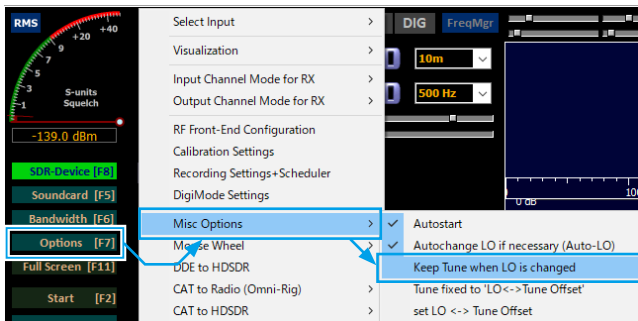 RMS
+20
+40
9
7
5
3
1
S-units
Squelch
-139.0 dBm
SDR-Device [F8]
Soundcard [F5]
Bandwidth [F6]
Options [F7]
Full Screen [F11]
Start [F2]
Select Input
Visualization
Input Channel Mode for RX
Output Channel Mode for RX
RF Front-End Configuration
Calibration Settings
Recording Settings+Scheduler
DigiMode Settings
Misc Options
Mouse Wheel
DDE to HDSDR
CAT to Radio (Omni-Rig)
CAT to HDSDR
DIG FreqMgr
10m
500 Hz
10
0 dB
Autostart
Autochange LO if necessary (Auto-LO)
Keep Tune when LO is changed
Tune fixed to 'LO<->Tune Offset'
set LO <-> Tune Offset